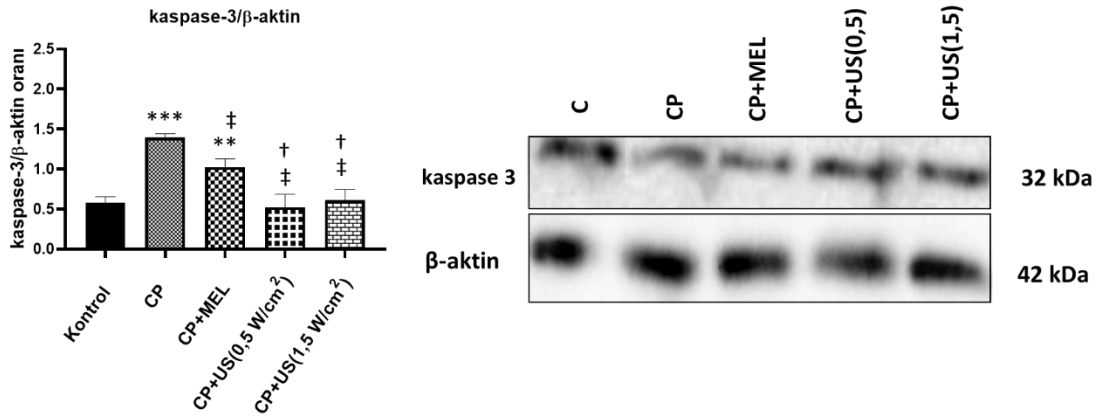 kaspase-3/β-aktin
kaspase-3/β-aktin oranı
2.5
2.0
1.5
1.0
0.5
0.0
***
‡
**
†
‡
†
‡
Kontrol
CP
CP+MEL
CP+US(0,5 W/cm²)
CP+US(1,5 W/cm²)
C
CP
CP+MEL
CP+US(0,5)
CP+US(1,5)
kaspase 3
32 kDa
β-aktin
42 kDa